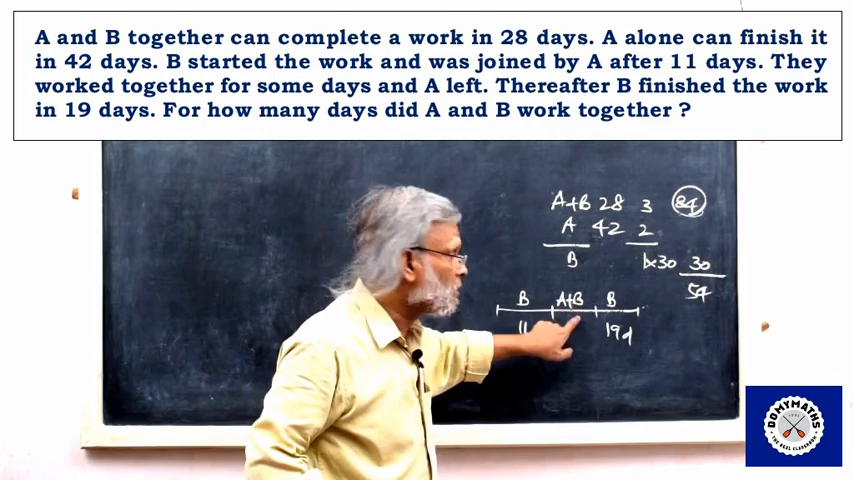 A and B together can complete a work in 28 days. A alone can finish it
in 42 days. B started the work and was joined by A after 11 days. They
worked together for some days and A left. Thereafter B finished the work
in 19 days. For how many days did A and B work together ?
A+B 28 3 84
A 42 2
B 1x30 30
54
B A+B B
11 19d
DOMYMATHS
THE REAL CLASSROOM